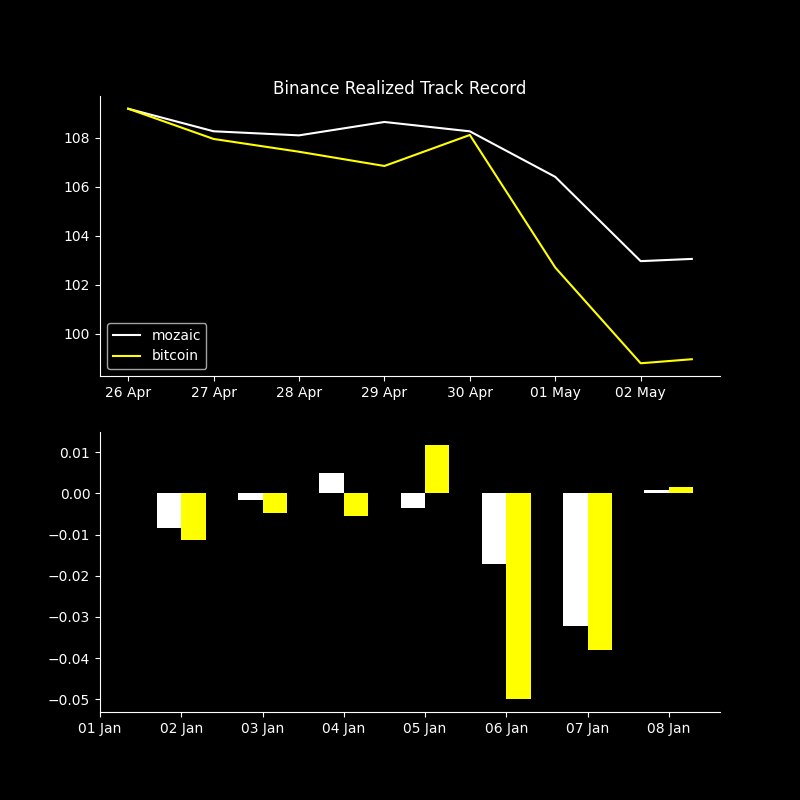 Binance Realized Track Record
108
106
104
102
100
mozaic
bitcoin
26 Apr 27 Apr 28 Apr 29 Apr 30 Apr 01 May 02 May
0.01
0.00
−0.01
−0.02
−0.03
−0.04
−0.05
01 Jan 02 Jan 03 Jan 04 Jan 05 Jan 06 Jan 07 Jan 08 Jan